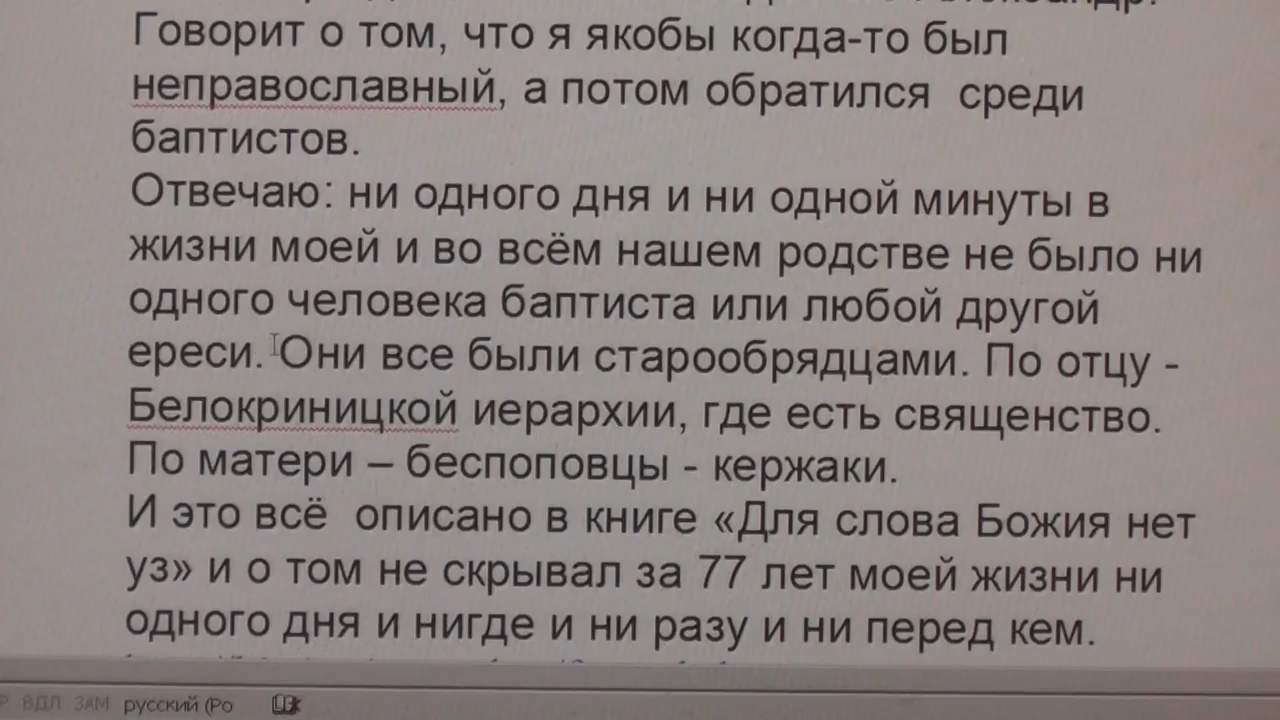 Говорит о том, что я якобы когда-то был
неправославный, а потом обратился  среди
баптистов.
Отвечаю: ни одного дня и ни одной минуты в
жизни моей и во всём нашем родстве не было ни
одного человека баптиста или любой другой
ереси. Они все были старообрядцами. По отцу -
Белокриницкой иерархии, где есть священство.
По матери – беспоповцы - кержаки.
И это всё  описано в книге «Для слова Божия нет
уз» и о том не скрывал за 77 лет моей жизни ни
одного дня и нигде и ни разу и ни перед кем.
ВДЛ ЗАМ русский (Ро